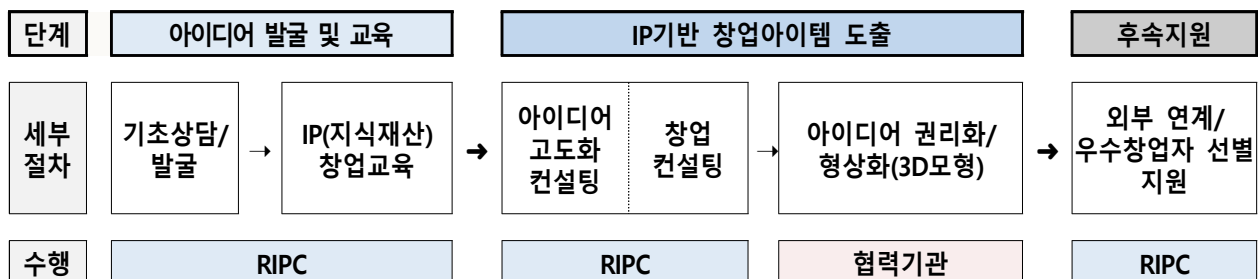 단계
아이디어 발굴 및 교육
IP기반 창업아이템 도출
후속지원
세부
절차
기초상담/
발굴
→
IP(지식재산)
창업교육
→
아이디어
고도화
컨설팅
창업
컨설팅
→
아이디어 권리화/
형상화(3D모형)
→
외부 연계/
우수창업자 선별
지원
수행
RIPC
RIPC
협력기관
RIPC